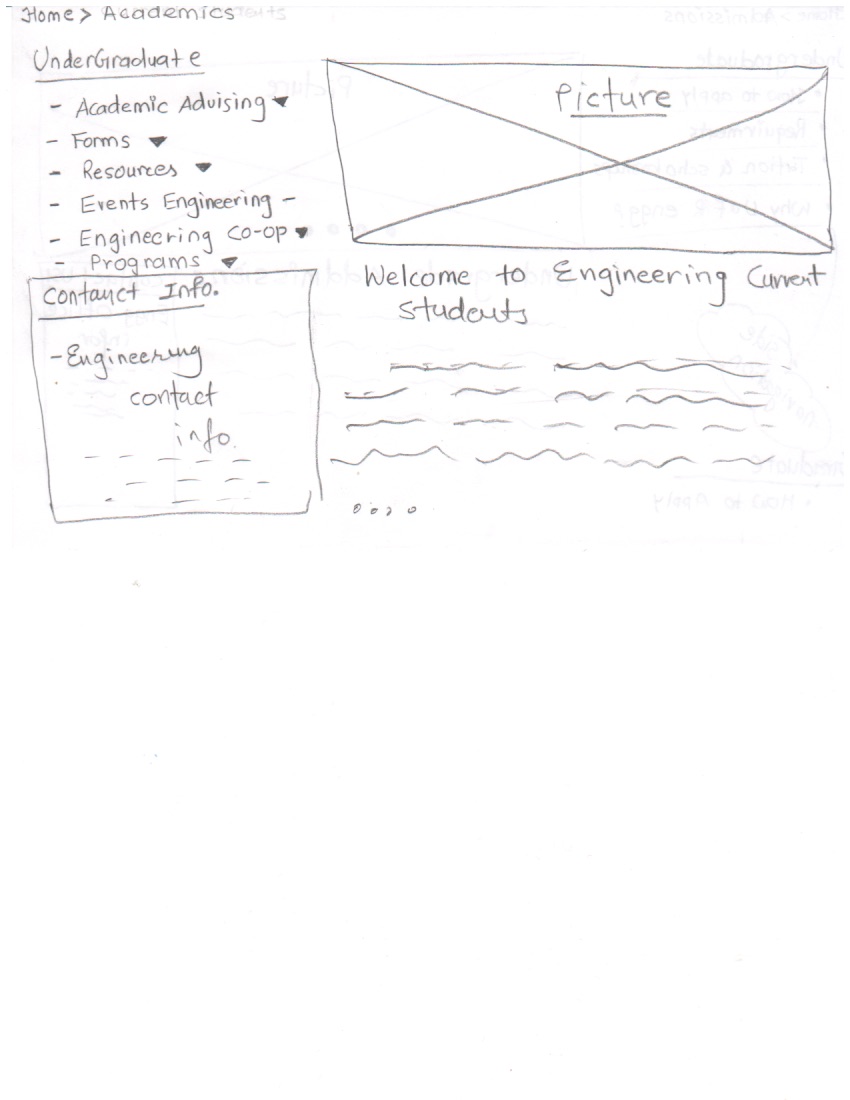 Home > Academics
UnderGraduate
- Academic Advising ▼
- Forms ▼
- Resources ▼
- Events Engineering -
- Engineering Co-op ▼
- Programs ▼
Contauct Info.
- Engineering
contact
info.
Picture
Welcome to Engineering Current
Students